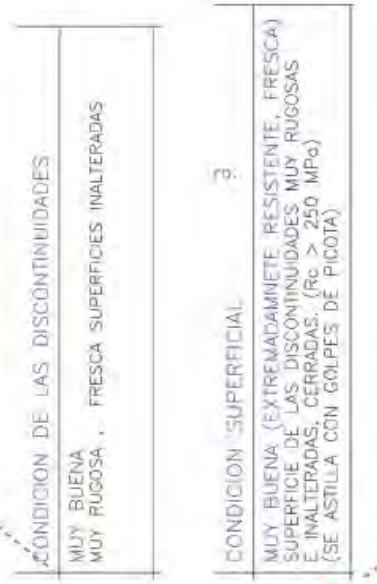 CONDICION DE LAS DISCONTINUIDADES
MUY BUENA
MUY RUGOSA , FRESCA SUPERFICIES INALTERADAS
CONDICION SUPERFICIAL
MUY BUENA (EXTREMADAMNETE RESISTENTE, FRESCA)
SUPERFICIE DE LAS DISCONTINUIDADES MUY RUGOSAS
E INALTERADAS, CERRADAS. (Rc > 250 MPa)
(SE ASTILLA CON GOLPES DE PICOTA)